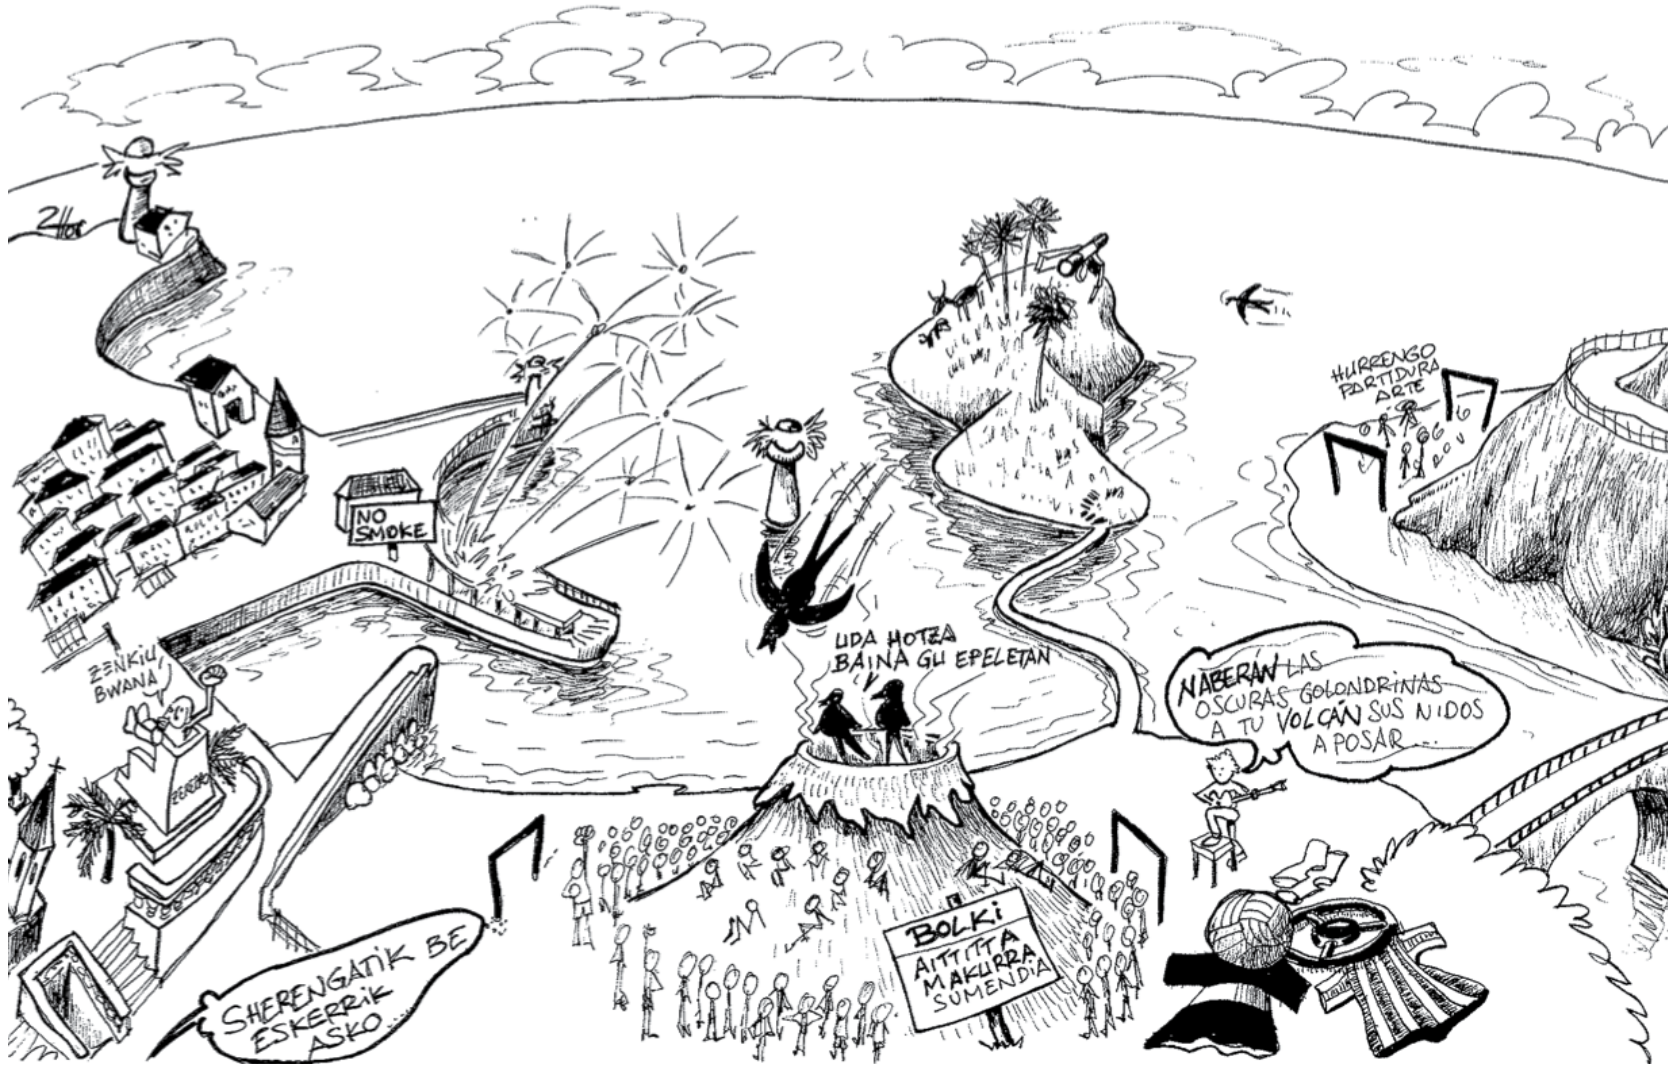 HURRENGO
PARTIDURA
ARTE
NO
SMOKE
UDA HOTZA
BAINA GU EPELETAN
ZENKIU,
BWANA
NABERÁN LAS
OSCURAS GOLONDRINAS
A TU VOLCÁN SUS NIDOS
A POSAR...
BOLKI
AITTITTA
MAKURRA
SUMENDIA
SHERENGATIK BE
ESKERRIK
ASKO